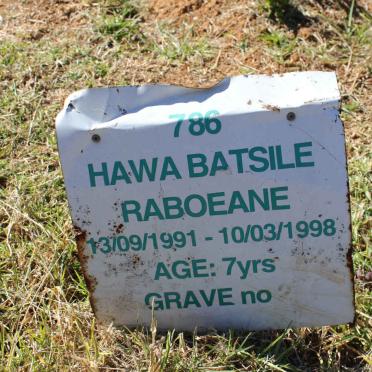 786
HAWA BATSILE
RABOEANE
13/09/1991 - 10/03/1998
AGE: 7yrs
GRAVE no